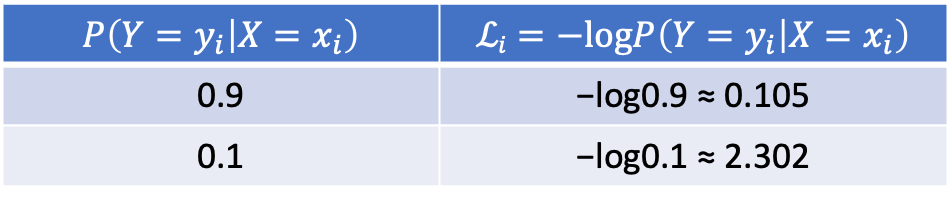 P(Y = yᵢ|X = xᵢ) ℒᵢ = −logP(Y = yᵢ|X = xᵢ)
0.9 −log0.9 ≈ 0.105
0.1 −log0.1 ≈ 2.302